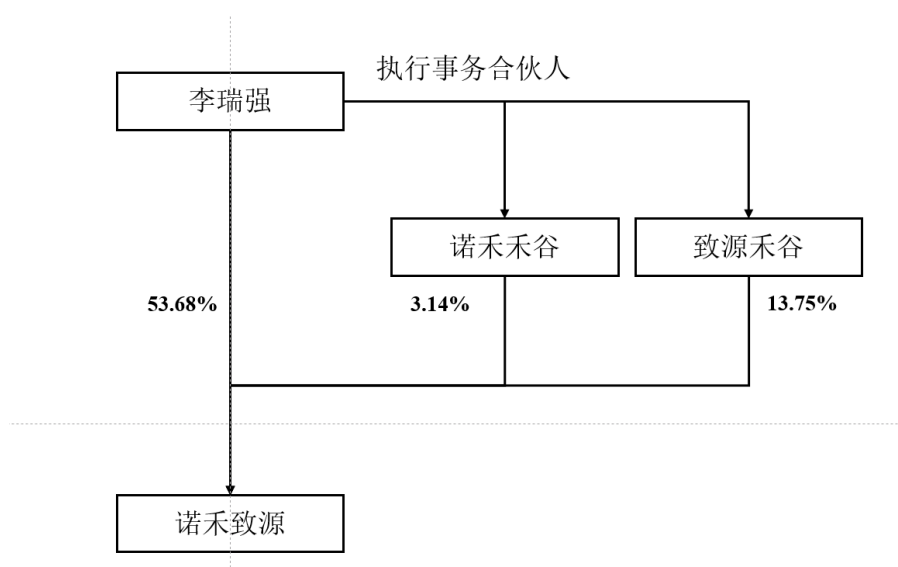 执行事务合伙人
李瑞强
诺禾禾谷
致源禾谷
53.68%
3.14%
13.75%
诺禾致源